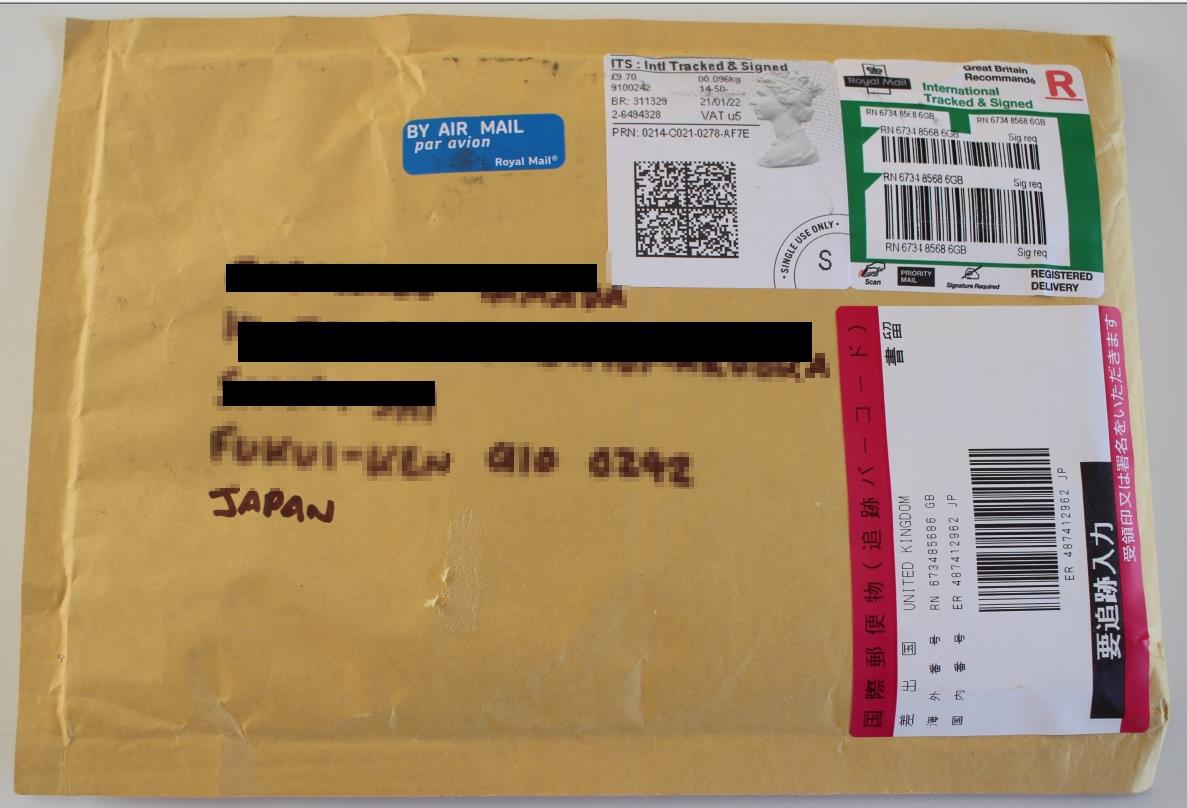 BY AIR MAIL
par avion
Royal Mail®
ITS : Intl Tracked & Signed
£9.70 00.096kg
9100242 14-50-
BR: 311329 21/01/22
2-6494328 VAT u5
PRN: 0214-C021-0278-AF7E
• SINGLE USE ONLY •
S
Royal Mail
Great Britain
Recommandé
R
International
Tracked & Signed
RN 6734 8568 6GB RN 6734 8568 6GB
RN 6734 8568 6GB Sig req
RN 6734 8568 6GB Sig req
RN 6734 8568 6GB Sig req
Scan
PRIORITY
MAIL
Signature Required
REGISTERED
DELIVERY
FUKUI-KEN 910 0242
JAPAN
国際郵便物(追跡バーコード)
書留
差出国 UNITED KINGDOM
海外番号 RN 673485686 GB
国内番号 ER 487412962 JP
ER 487412962 JP
要追跡入力
受領印又は署名をいただきます